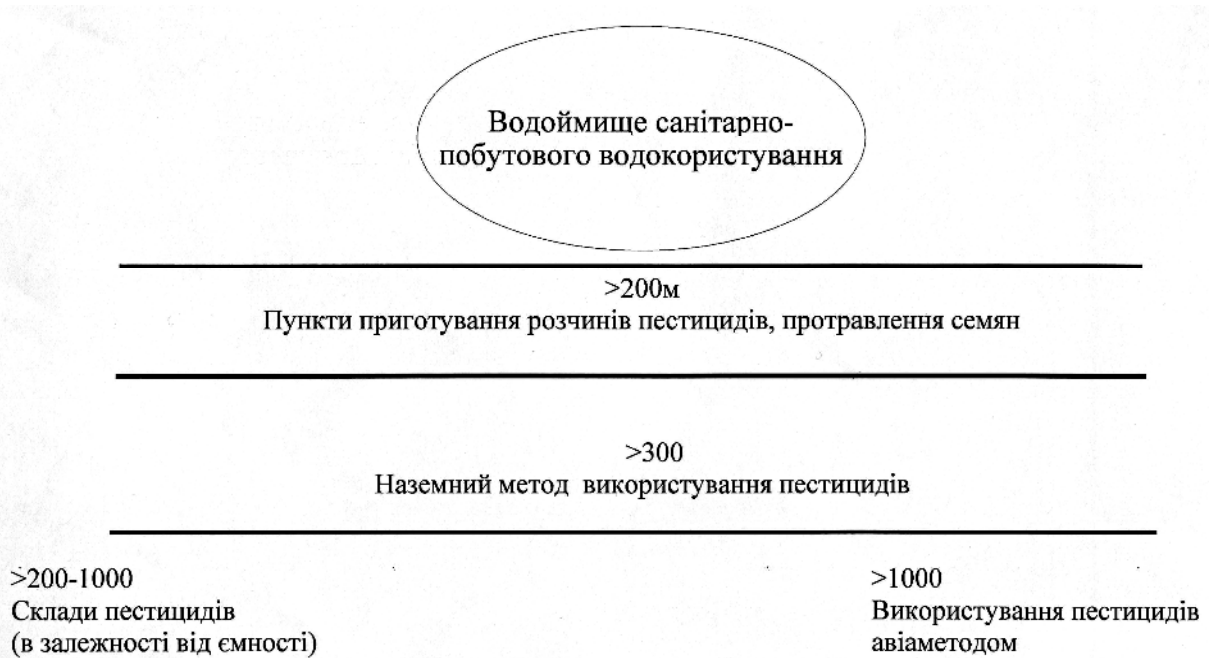 Водоймище санітарно-
побутового водокористування
>200м
Пункти приготування розчинів пестицидів, протравлення семян
>300
Наземний метод використування пестицидів
>200-1000
Склади пестицидів
(в залежності від ємності)
>1000
Використування пестицидів
авіаметодом